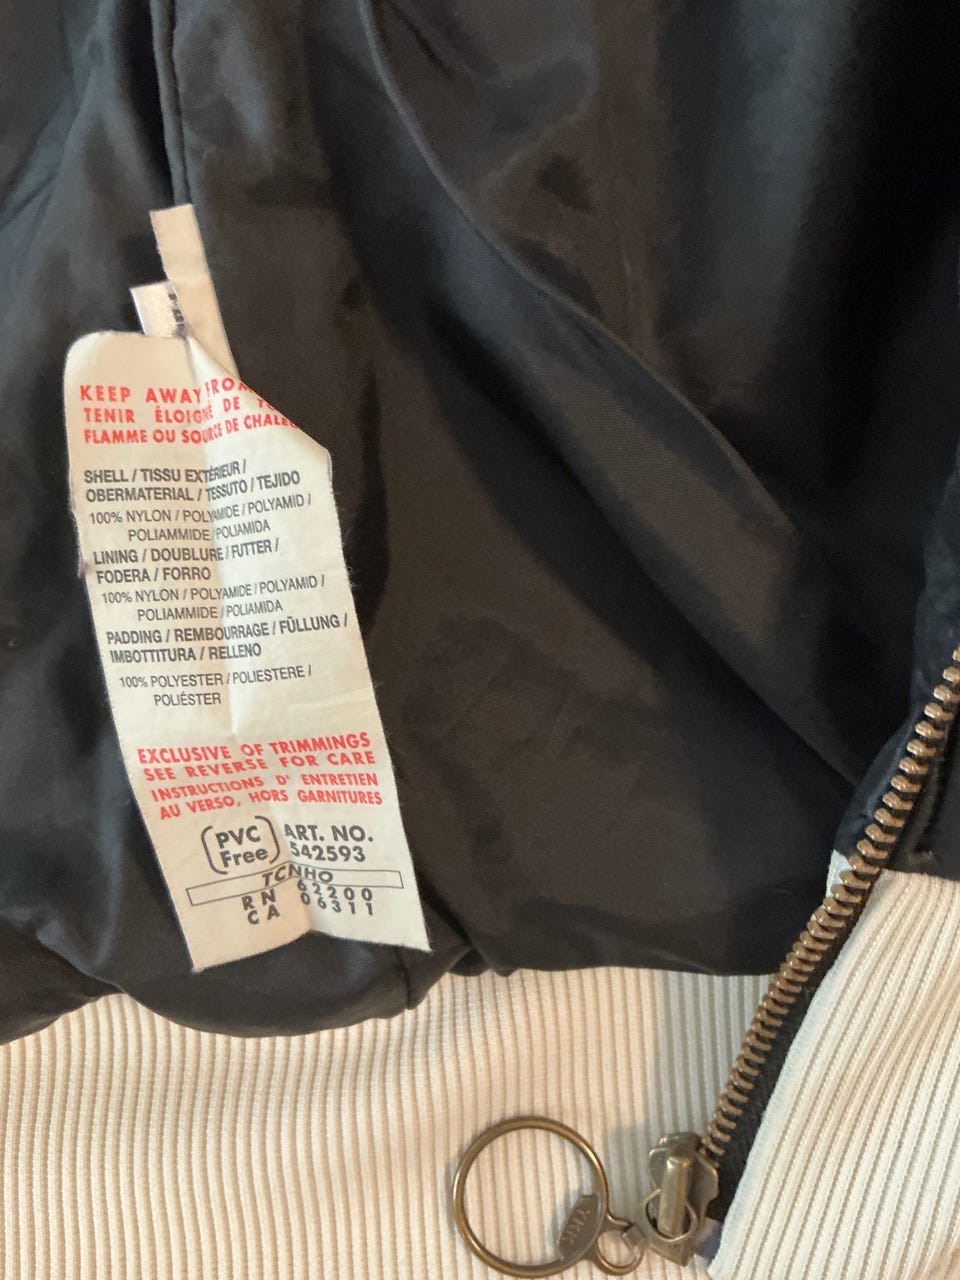 KEEP AWAY FROM
TENIR ÉLOIGNÉ DE
FLAMME OU SOURCE DE CHALEU
SHELL / TISSU EXTÉRIEUR /
OBERMATERIAL / TESSUTO / TEJIDO
100% NYLON / POLYAMIDE / POLYAMID /
POLIAMMIDE / POLIAMIDA
LINING / DOUBLURE / FUTTER /
FODERA / FORRO
100% NYLON / POLYAMIDE / POLYAMID /
POLIAMMIDE / POLIAMIDA
PADDING / REMBOURRAGE / FÜLLUNG /
IMBOTTITURA / RELLENO
100% POLYESTER / POLIESTERE /
POLIÉSTER
EXCLUSIVE OF TRIMMINGS
SEE REVERSE FOR CARE
INSTRUCTIONS D' ENTRETIEN
AU VERSO, HORS GARNITURES
(PVC Free) ART. NO.
542593
TCNHO
RN 62200
CA 06311
YKK